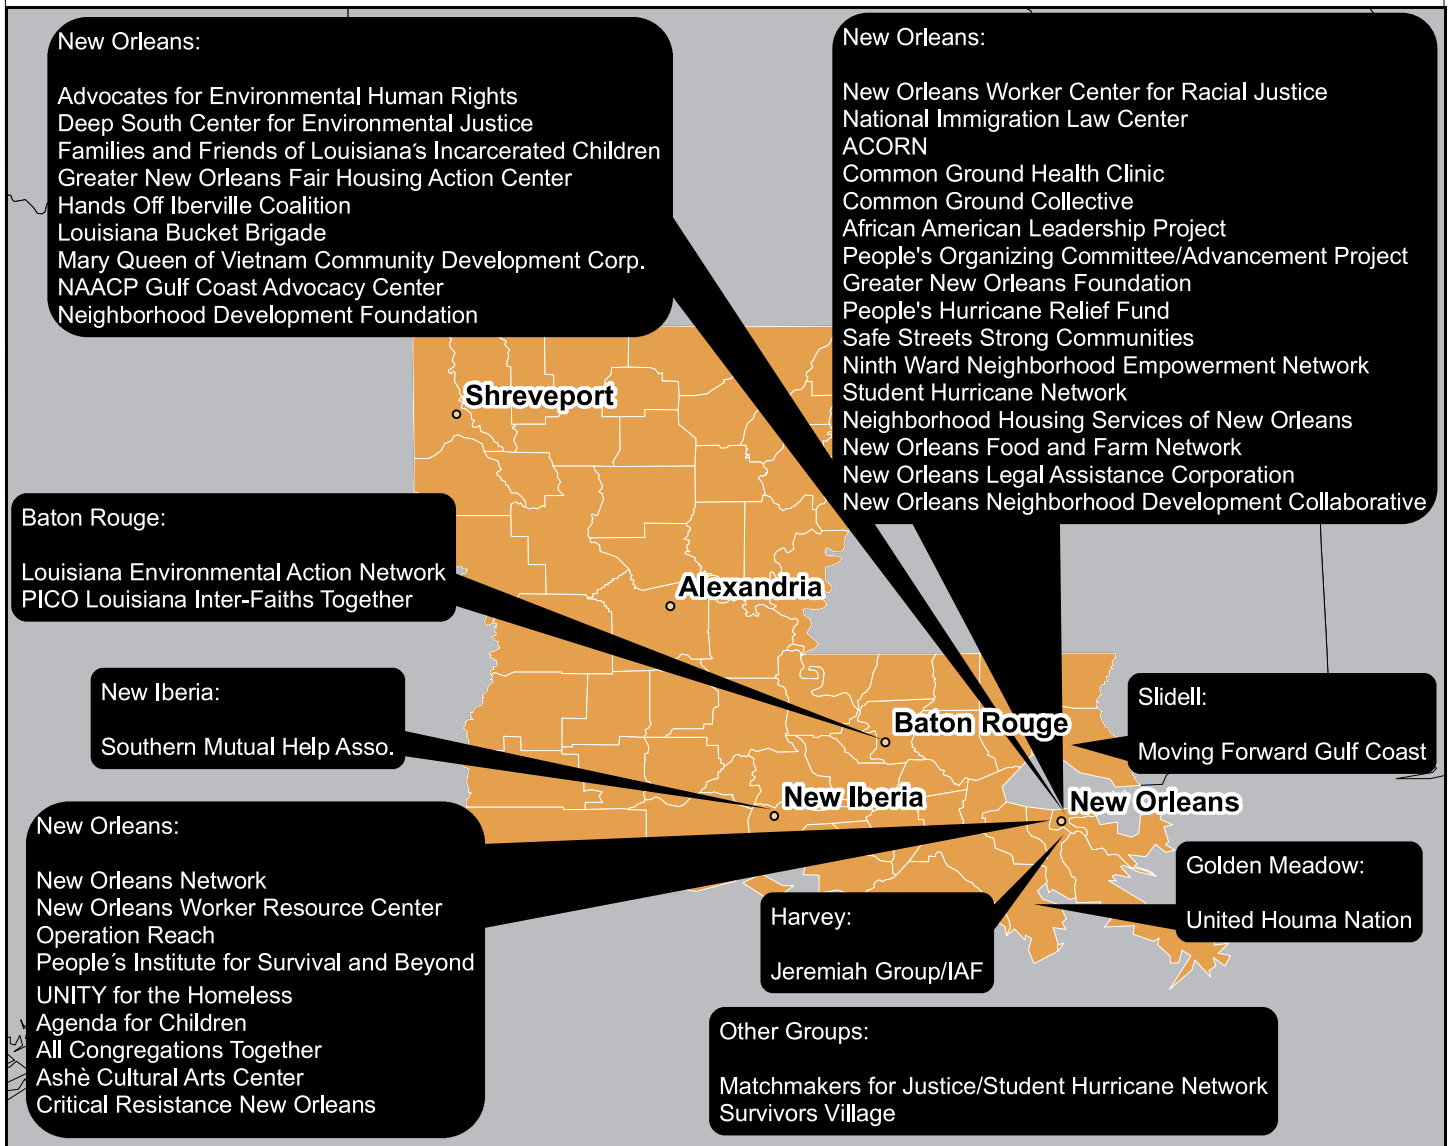 New Orleans:
Advocates for Environmental Human Rights
Deep South Center for Environmental Justice
Families and Friends of Louisiana´s Incarcerated Children
Greater New Orleans Fair Housing Action Center
Hands Off Iberville Coalition
Louisiana Bucket Brigade
Mary Queen of Vietnam Community Development Corp.
NAACP Gulf Coast Advocacy Center
Neighborhood Development Foundation
New Orleans:
New Orleans Worker Center for Racial Justice
National Immigration Law Center
ACORN
Common Ground Health Clinic
Common Ground Collective
African American Leadership Project
People's Organizing Committee/Advancement Project
Greater New Orleans Foundation
People's Hurricane Relief Fund
Safe Streets Strong Communities
Ninth Ward Neighborhood Empowerment Network
Student Hurricane Network
Neighborhood Housing Services of New Orleans
New Orleans Food and Farm Network
New Orleans Legal Assistance Corporation
New Orleans Neighborhood Development Collaborative
Shreveport
Baton Rouge:
Louisiana Environmental Action Network
PICO Louisiana Inter-Faiths Together
Alexandria
New Iberia:
Southern Mutual Help Asso.
Baton Rouge
Slidell:
Moving Forward Gulf Coast
New Iberia
New Orleans
New Orleans:
New Orleans Network
New Orleans Worker Resource Center
Operation Reach
People´s Institute for Survival and Beyond
UNITY for the Homeless
Agenda for Children
All Congregations Together
Ashè Cultural Arts Center
Critical Resistance New Orleans
Harvey:
Jeremiah Group/IAF
Golden Meadow:
United Houma Nation
Other Groups:
Matchmakers for Justice/Student Hurricane Network
Survivors Village